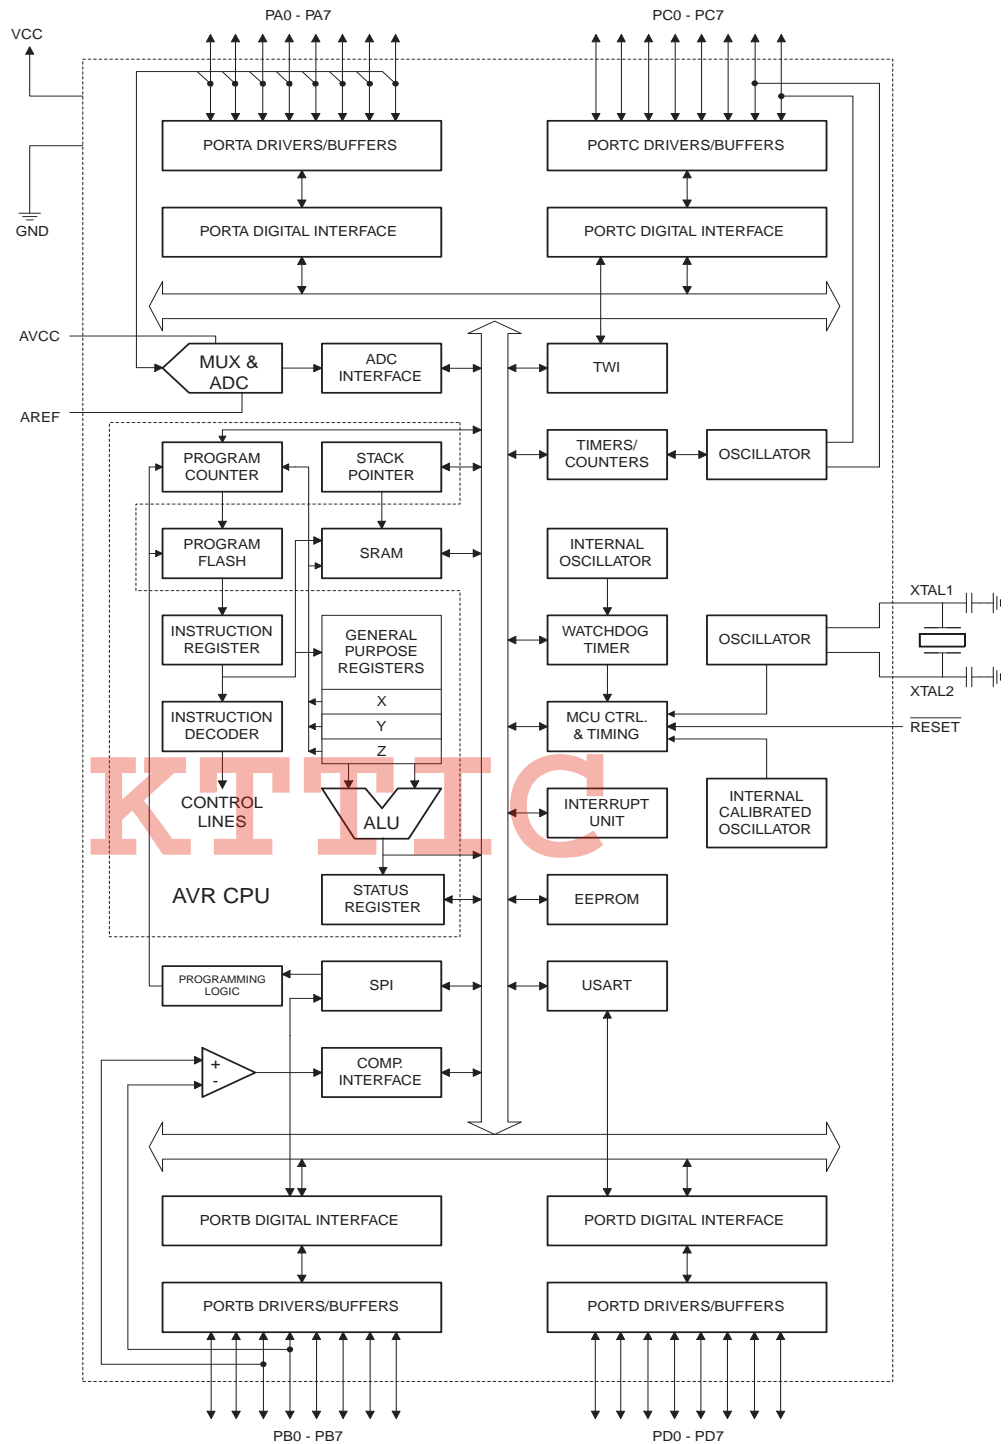 PA0 - PA7
PC0 - PC7
VCC
PORTA DRIVERS/BUFFERS
PORTC DRIVERS/BUFFERS
GND
PORTA DIGITAL INTERFACE
PORTC DIGITAL INTERFACE
AVCC
MUX &
ADC
ADC
INTERFACE
TWI
AREF
PROGRAM
COUNTER
STACK
POINTER
TIMERS/
COUNTERS
OSCILLATOR
PROGRAM
FLASH
SRAM
INTERNAL
OSCILLATOR
XTAL1
INSTRUCTION
REGISTER
GENERAL
PURPOSE
REGISTERS
WATCHDOG
TIMER
OSCILLATOR
XTAL2
X
INSTRUCTION
DECODER
Y
MCU CTRL.
& TIMING
RESET
Z
KTTIC
CONTROL
LINES
ALU
INTERRUPT
UNIT
INTERNAL
CALIBRATED
OSCILLATOR
AVR CPU
STATUS
REGISTER
EEPROM
PROGRAMMING
LOGIC
SPI
USART
+
-
COMP.
INTERFACE
PORTB DIGITAL INTERFACE
PORTD DIGITAL INTERFACE
PORTB DRIVERS/BUFFERS
PORTD DRIVERS/BUFFERS
PB0 - PB7
PD0 - PD7